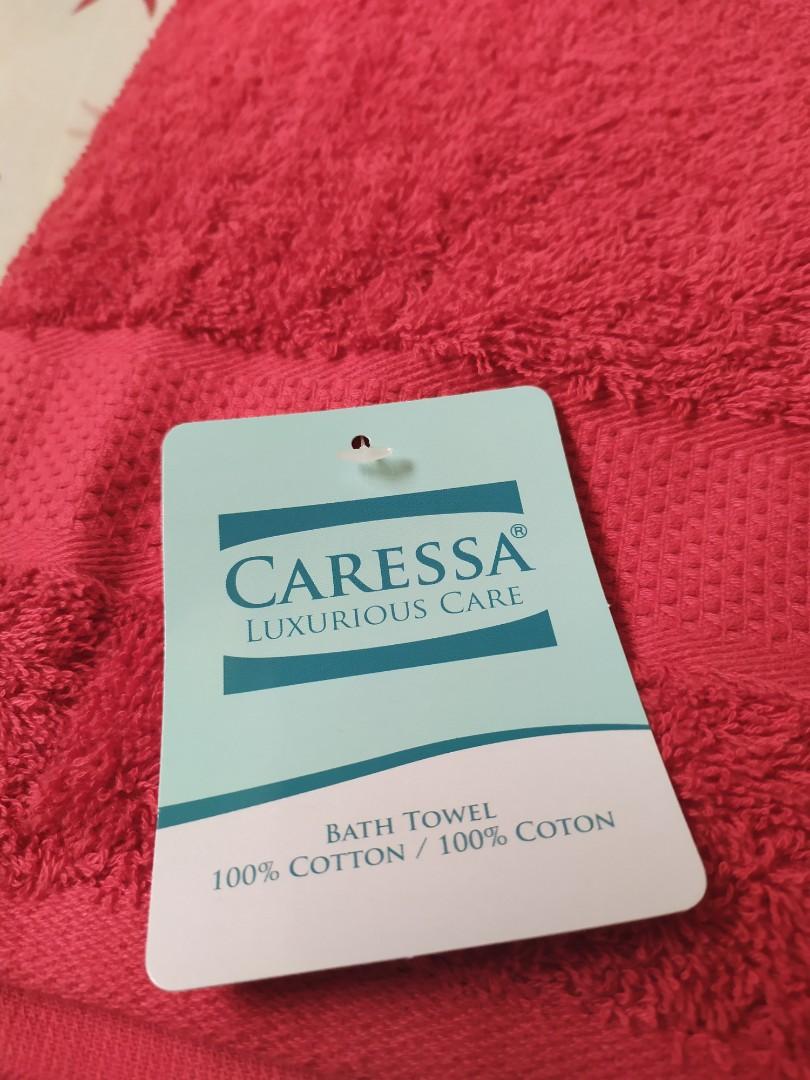 CARESSA®
LUXURIOUS CARE
BATH TOWEL
100% COTTON / 100% COTON